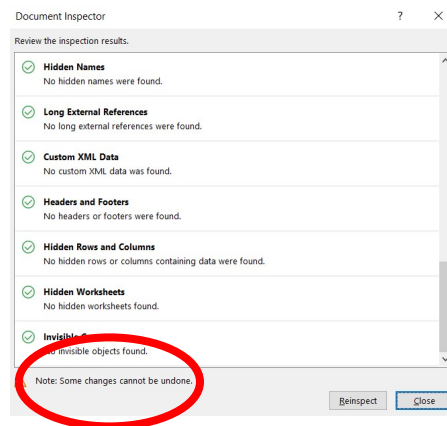 Document Inspector ? ×
Review the inspection results.
Hidden Names
No hidden names were found.
Long External References
No long external references were found.
Custom XML Data
No custom XML data was found.
Headers and Footers
No headers or footers were found.
Hidden Rows and Columns
No hidden rows or columns containing data were found.
Hidden Worksheets
No hidden worksheets found.
Invisible
No invisible objects found.
Note: Some changes cannot be undone.
Reinspect Close